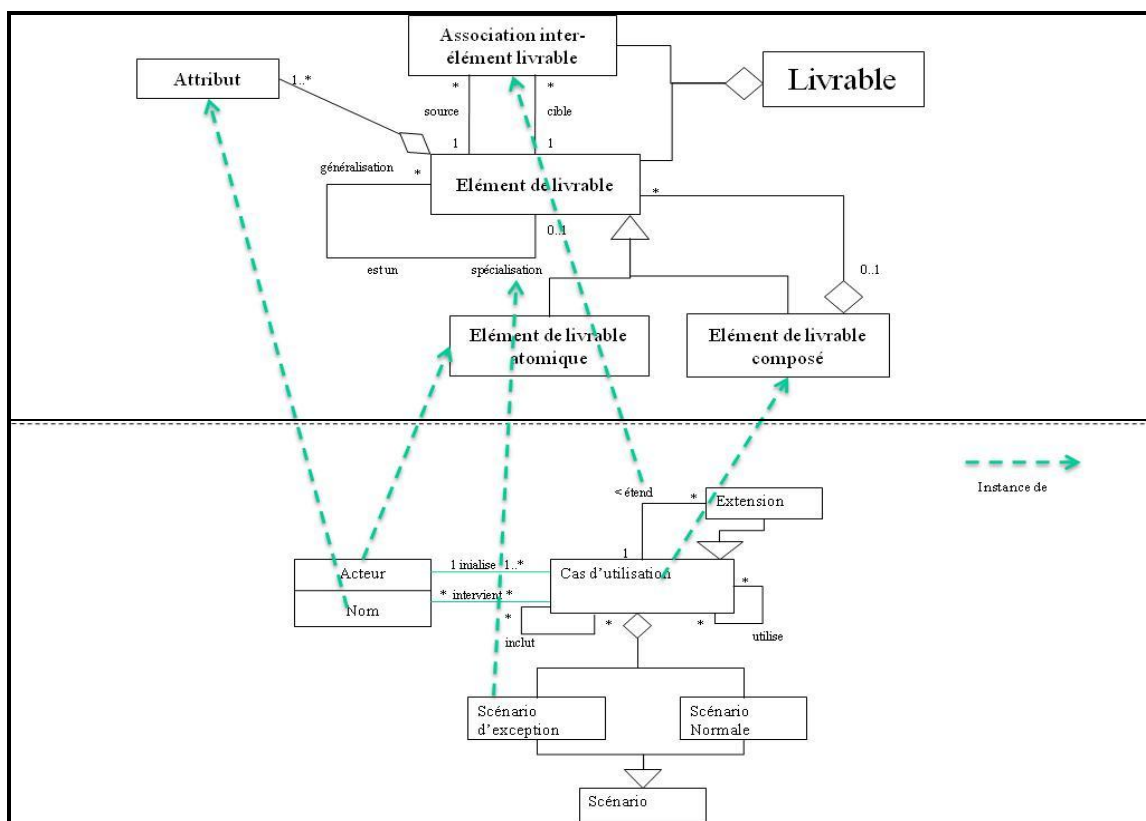 Association inter-
élément livrable
Attribut
1..*
Livrable
*
*
source
cible
1
1
généralisation
*
Elément de livrable
*
0..1
est un
spécialisation
0..1
Elément de livrable
atomique
Elément de livrable
composé
Instance de
< étend
*
Extension
1
Acteur
1 inialise 1..*
Cas d'utilisation
*
Nom
* intervient *
*
*
*
inclut
utilise
Scénario
d'exception
Scénario
Normale
Scénario